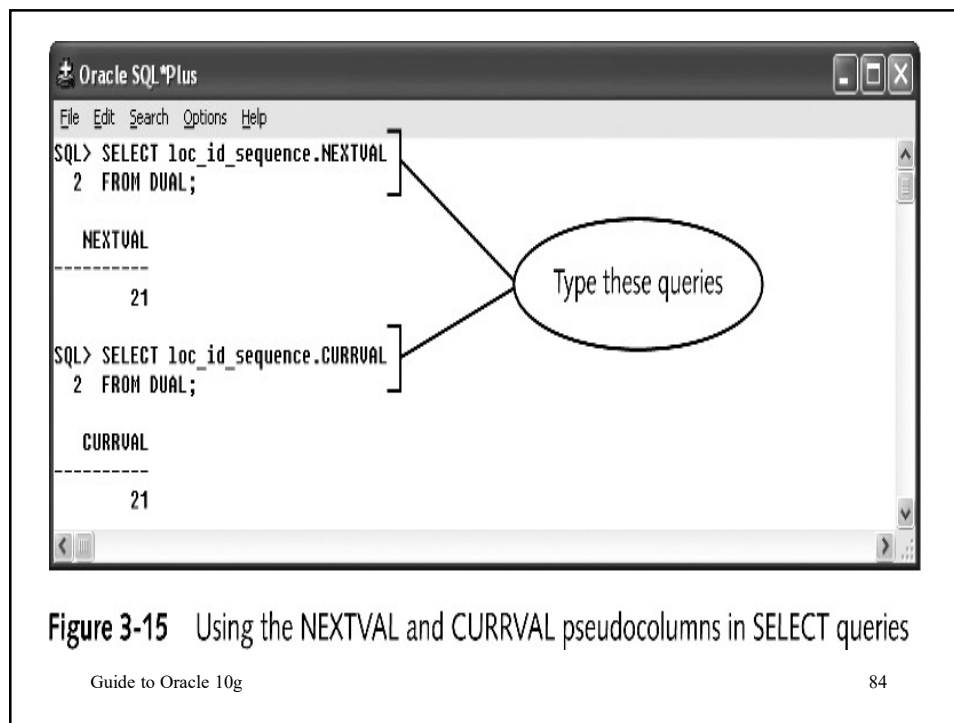 Oracle SQL*Plus
File Edit Search Options Help
SQL> SELECT loc_id_sequence.NEXTVAL
2 FROM DUAL;
NEXTVAL
----------
21
SQL> SELECT loc_id_sequence.CURRVAL
2 FROM DUAL;
CURRVAL
----------
21
Type these queries
Figure 3-15 Using the NEXTVAL and CURRVAL pseudocolumns in SELECT queries
Guide to Oracle 10g
84